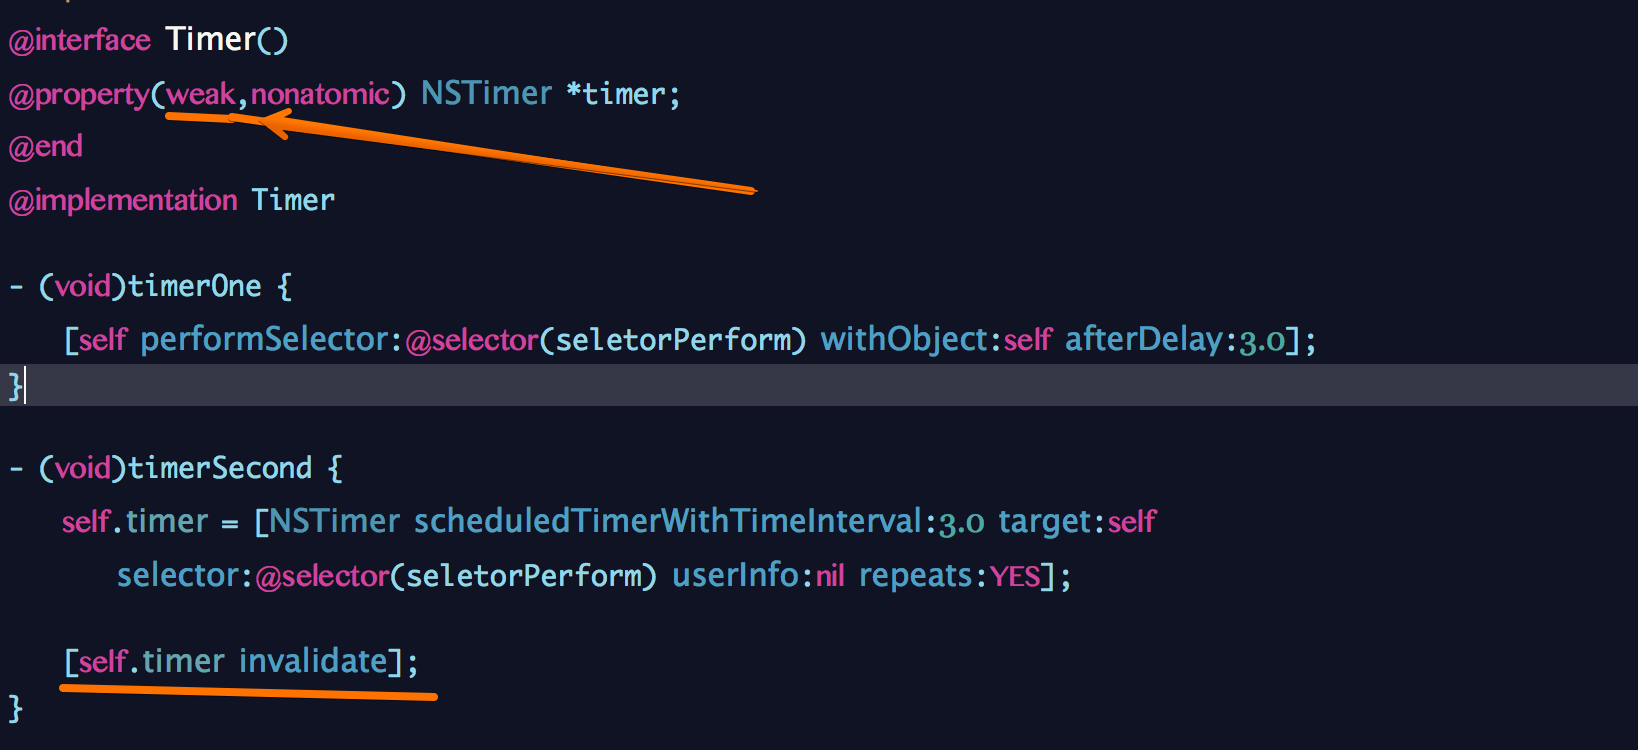 @interface Timer()
@property(weak,nonatomic) NSTimer *timer;
@end
@implementation Timer
- (void)timerOne {
[self performSelector:@selector(seletorPerform) withObject:self afterDelay:3.0];
}
- (void)timerSecond {
self.timer = [NSTimer scheduledTimerWithTimeInterval:3.0 target:self
selector:@selector(seletorPerform) userInfo:nil repeats:YES];
[self.timer invalidate];
}